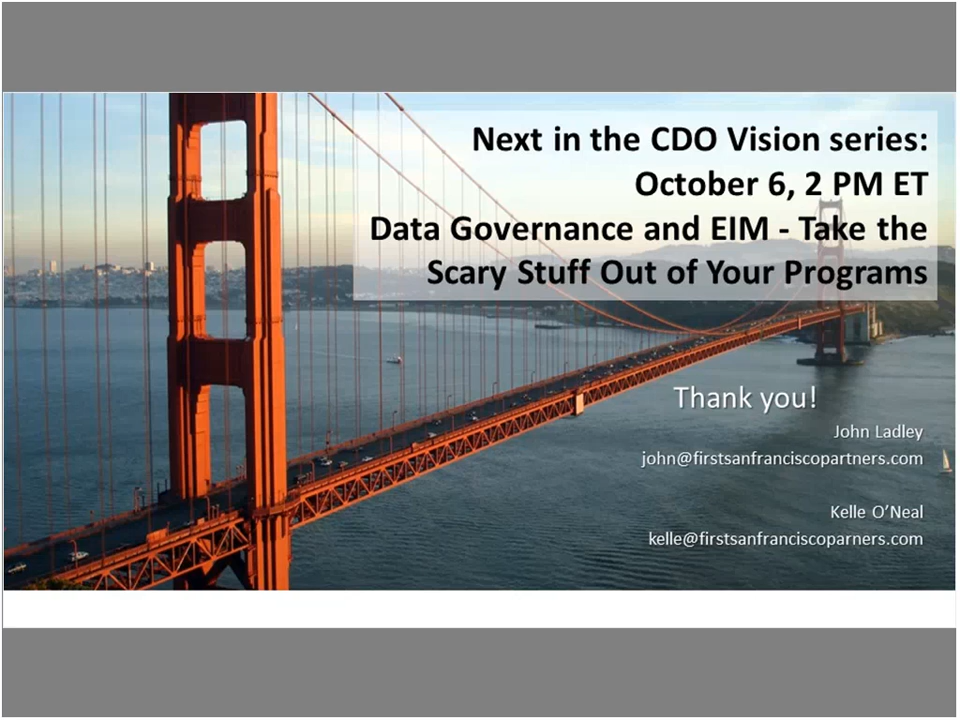 Next in the CDO Vision series:
October 6, 2 PM ET
Data Governance and EIM - Take the
Scary Stuff Out of Your Programs
Thank you!
John Ladley
john@firstsanfranciscopartners.com
Kelle O’Neal
kelle@firstsanfranciscoparners.com